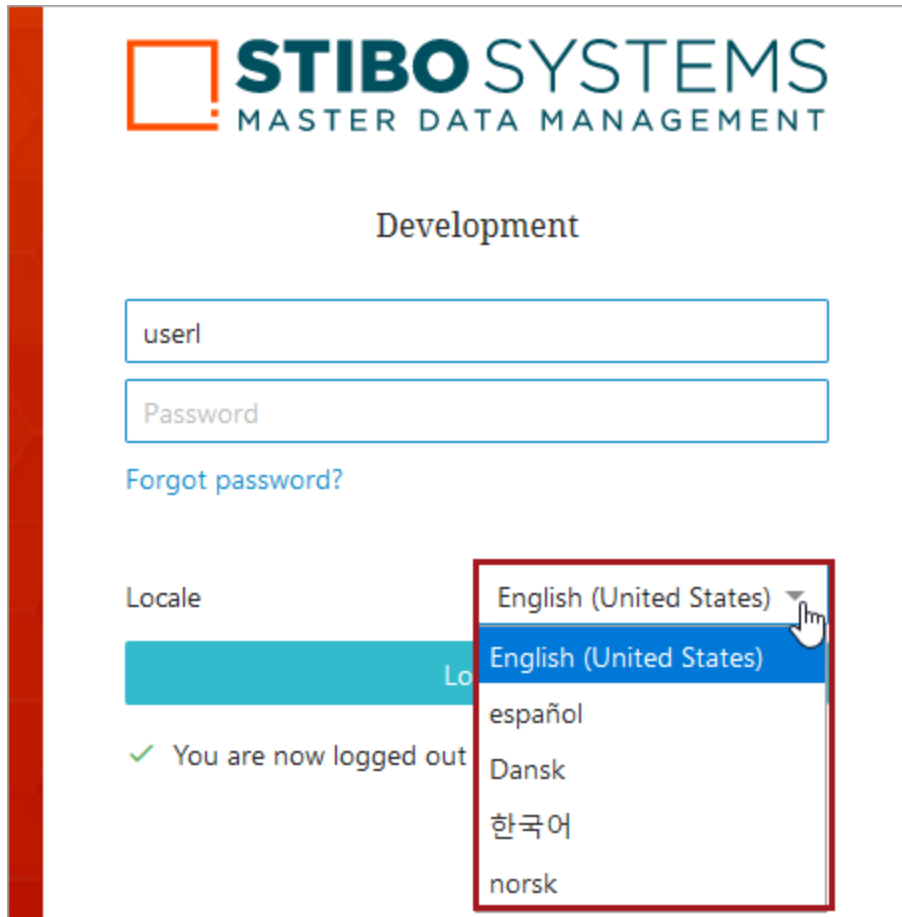 STIBO SYSTEMS
MASTER DATA MANAGEMENT
Development
userl
Password
Forgot password?
Locale
English (United States)
English (United States)
Lo
español
You are now logged out
Dansk
한국어
norsk